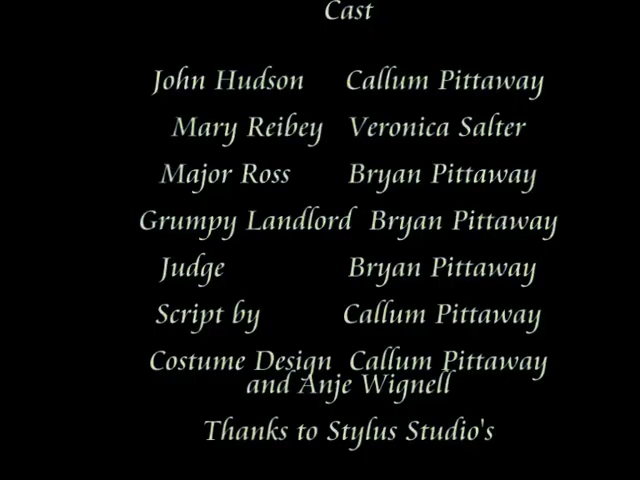 Cast
John Hudson Callum Pittaway
Mary Reibey Veronica Salter
Major Ross Bryan Pittaway
Grumpy Landlord Bryan Pittaway
Judge Bryan Pittaway
Script by Callum Pittaway
Costume Design Callum Pittaway
and Anje Wignell
Thanks to Stylus Studio's